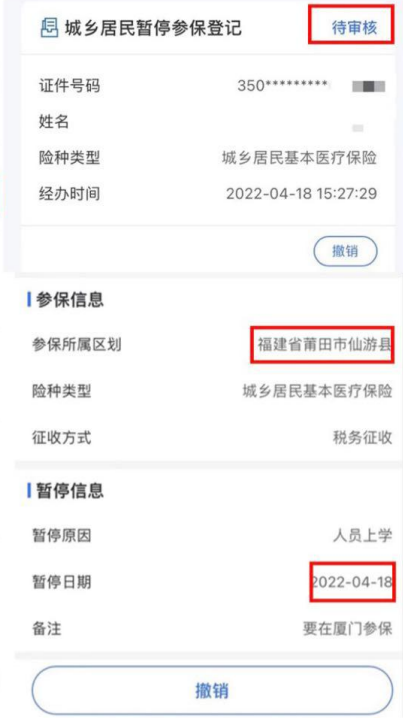 城乡居民暂停参保登记 待审核
证件号码 350*********
姓名
险种类型 城乡居民基本医疗保险
经办时间 2022-04-18 15:27:29
撤销
参保信息
参保所属区划 福建省莆田市仙游县
险种类型 城乡居民基本医疗保险
征收方式 税务征收
暂停信息
暂停原因 人员上学
暂停日期 2022-04-18
备注 要在厦门参保
撤销